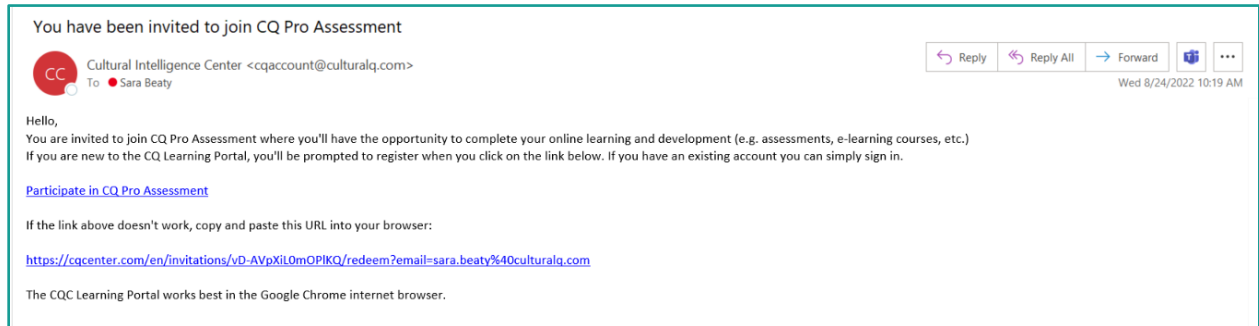 You have been invited to join CQ Pro Assessment
CC
Cultural Intelligence Center <cqaccount@culturalq.com>
To Sara Beaty
Reply
Reply All
Forward
Wed 8/24/2022 10:19 AM
Hello,
You are invited to join CQ Pro Assessment where you'll have the opportunity to complete your online learning and development (e.g. assessments, e-learning courses, etc.)
If you are new to the CQ Learning Portal, you'll be prompted to register when you click on the link below. If you have an existing account you can simply sign in.
Participate in CQ Pro Assessment
If the link above doesn't work, copy and paste this URL into your browser:
https://cqcenter.com/en/invitations/vD-AVpXiL0mOPlKQ/redeem?email=sara.beaty%40culturalq.com
The CQC Learning Portal works best in the Google Chrome internet browser.